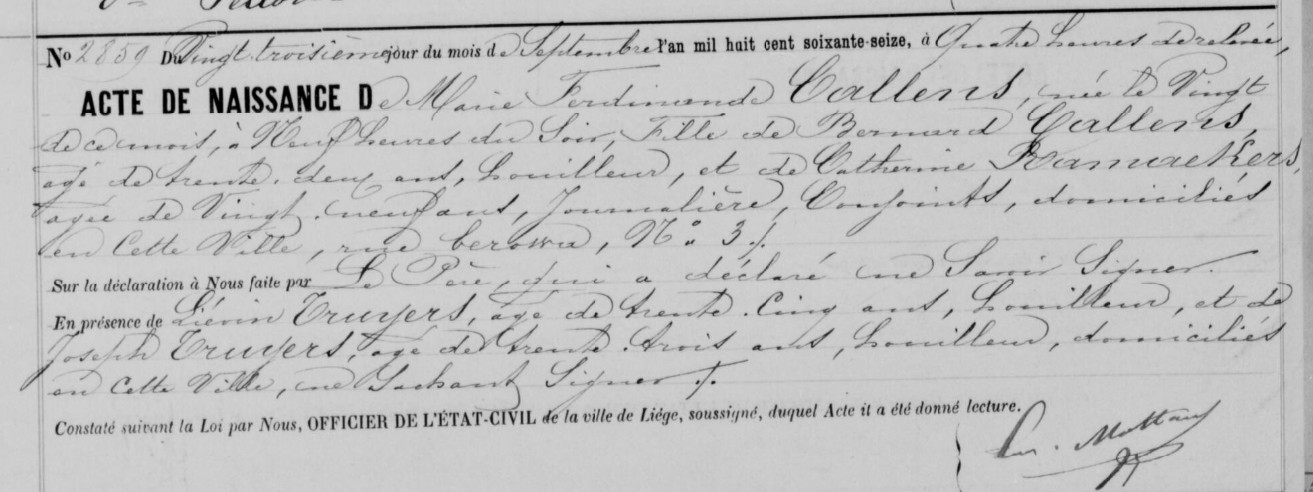 No 2859 Du Vingt troisième jour du mois de Septembre l'an mil huit cent soixante-seize, à Quatre heures de relevée,
ACTE DE NAISSANCE De Marie Ferdinande Callens, née le Vingt
de ce mois, à Neuf heures du Soir, Fille de Bernard Callens,
agé de trente-deux ans, houilleur, et de Catherine Ramaekers,
agée de Vingt-neuf ans, Journalière, Conjoints, domiciliés
en cette Ville, rue N° 3 ./.
Sur la déclaration à Nous faite par Le Père, qui a déclaré ne Savoir Signer.
En présence de Liévin Truyers, agé de trente-Cinq ans, houilleur, et de
Joseph Truyers, agé de trente-trois ans, houilleur, domiciliés
en cette Ville, ne Sachant Signer ./.
Constaté suivant la Loi par Nous, OFFICIER DE L'ÉTAT-CIVIL de la ville de Liége, soussigné, duquel Acte il a été donné lecture.